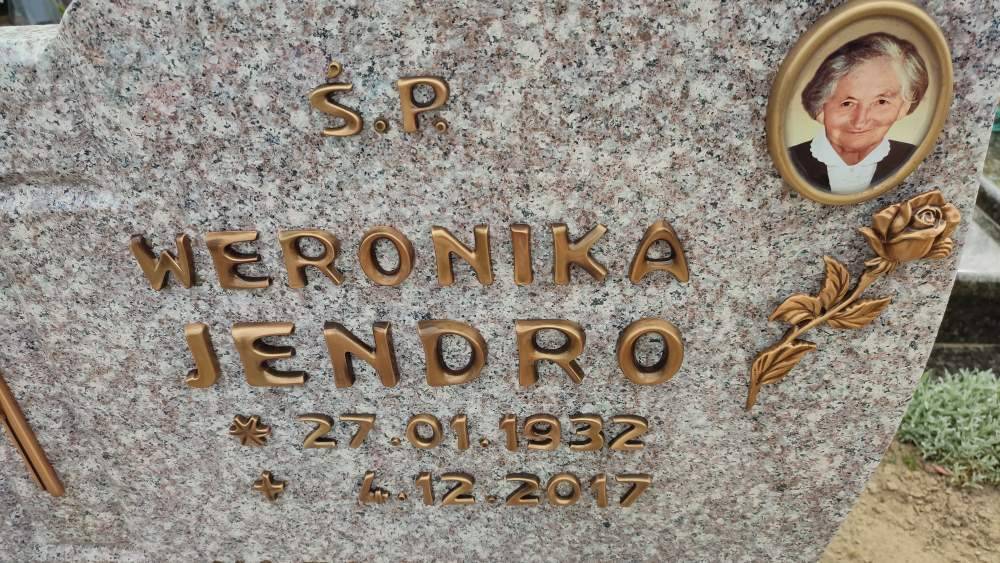 Ś.P.
WERONIKA
JENDRO
* 27.01.1932
+ 4.12.2017